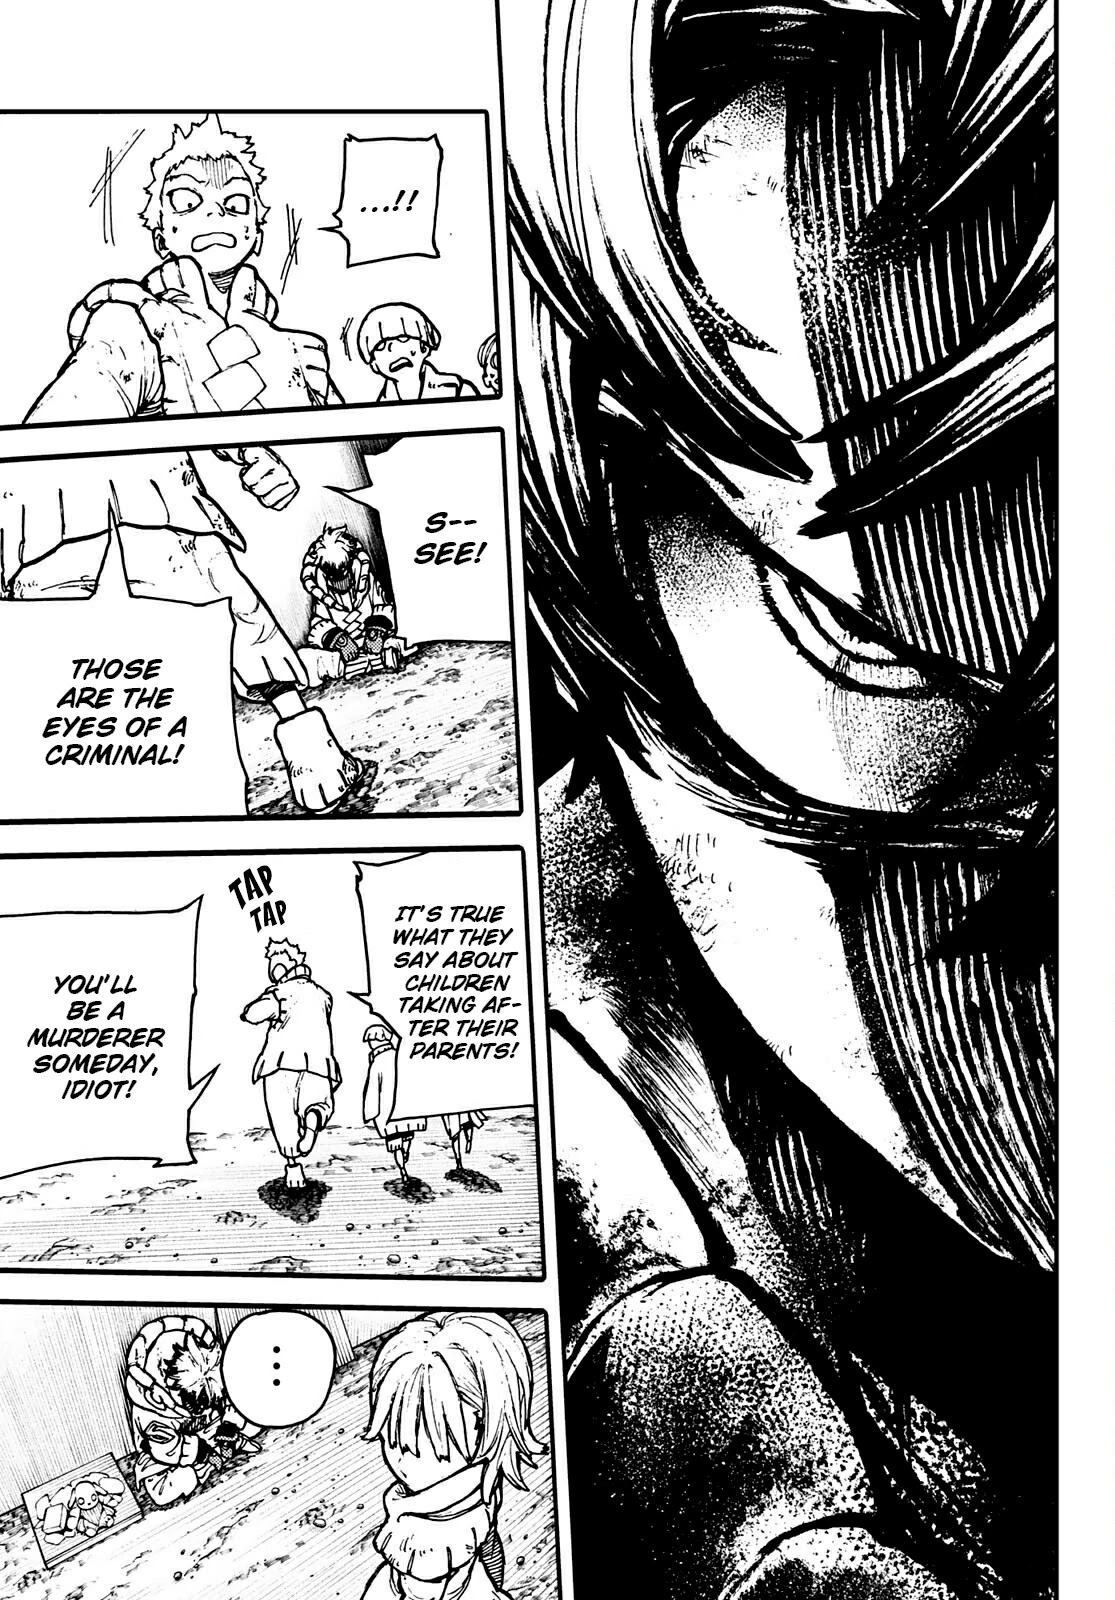 ...!!
S--
SEE!
THOSE
ARE THE
EYES OF A
CRIMINAL!
IT'S TRUE
WHAT THEY
SAY ABOUT
CHILDREN
TAKING AF-
TER THEIR
PARENTS!
TAP
TAP
YOU'LL
BE A
MURDERER
SOMEDAY,
IDIOT!
...